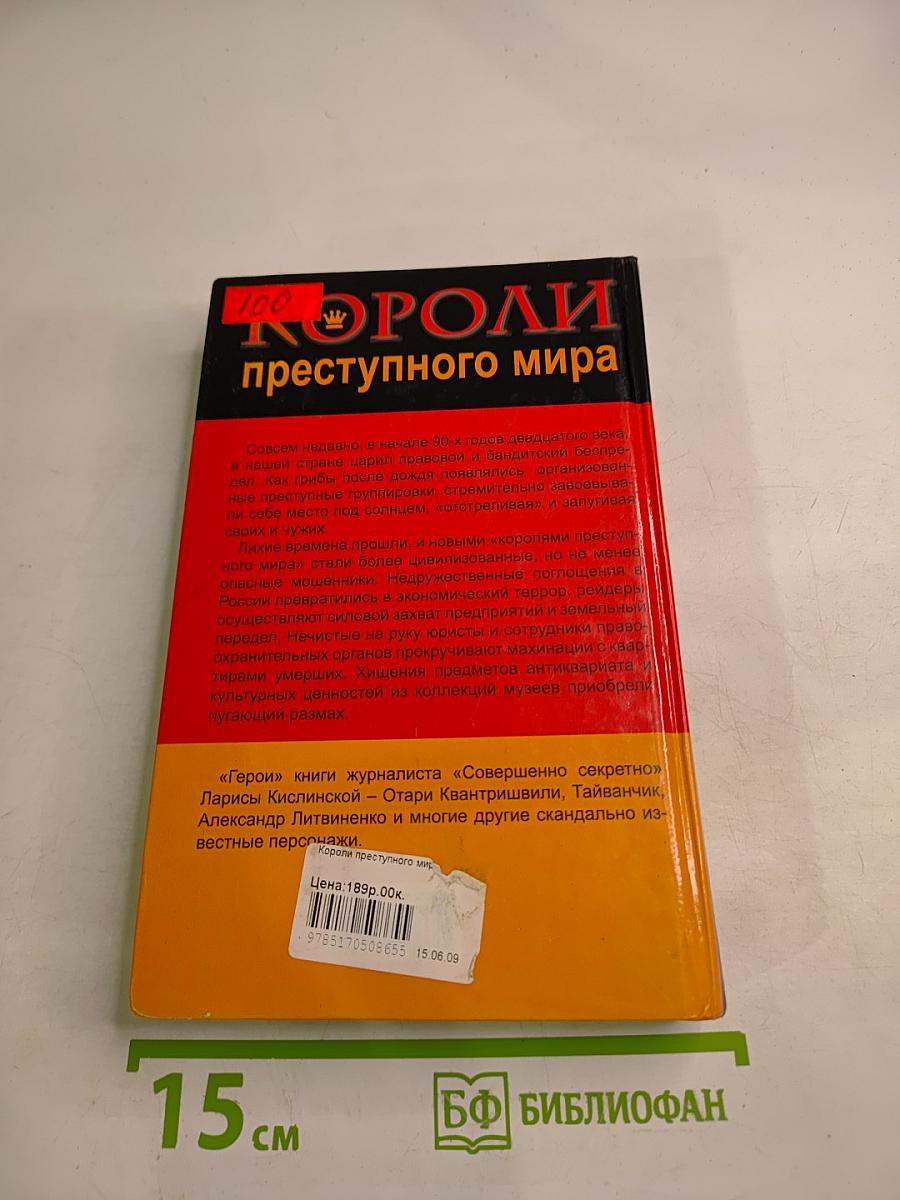 100
КОРОЛИ
преступного мира
Совсем недавно, в начале 90-х годов двадцатого века,
в нашей стране царил правовой и бандитский беспре-
дел. Как грибы после дождя появлялись организован-
ные преступные группировки, стремительно завоевыва-
ли себе место под солнцем, «отстреливая» и запугивая
своих и чужих.
Лихие времена прошли, и новыми «королями преступ-
ного мира» стали более цивилизованные, но не менее
опасные мошенники. Недружественные поглощения в
России превратились в экономический террор, рейдеры
осуществляют силовой захват предприятий и земельный
передел. Нечистые на руку юристы и сотрудники право-
охранительных органов прокручивают махинации с квар-
тирами умерших. Хищения предметов антиквариата и
культурных ценностей из коллекций музеев приобрели
пугающий размах.
«Герои» книги журналиста «Совершенно секретно»
Ларисы Кислинской – Отари Квантришвили, Тайванчик,
Александр Литвиненко и многие другие скандально из-
вестные персонажи.
Короли преступного мир
Цена:189р.00к.
9785170508655 15.06.09
15 см
БФ БИБЛИОФАН